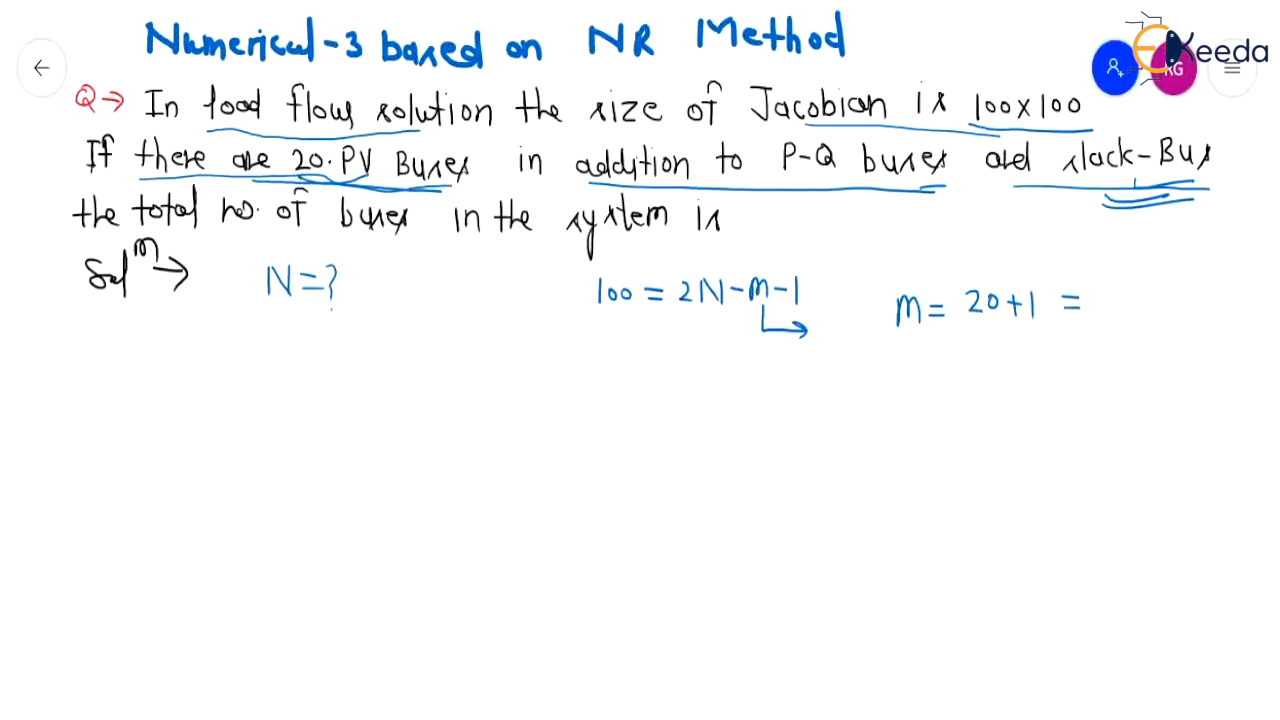 Numerical-3 based on NR Method
EKeeda
KG
Q→ In load flow solution the size of Jacobian is 100x100
If there are 20. PV Buses in addition to P-Q buses and slack-Bus
the total no. of buses in the system is
Solⁿ→ N=?
100 = 2N-m-1
m= 20+1 =